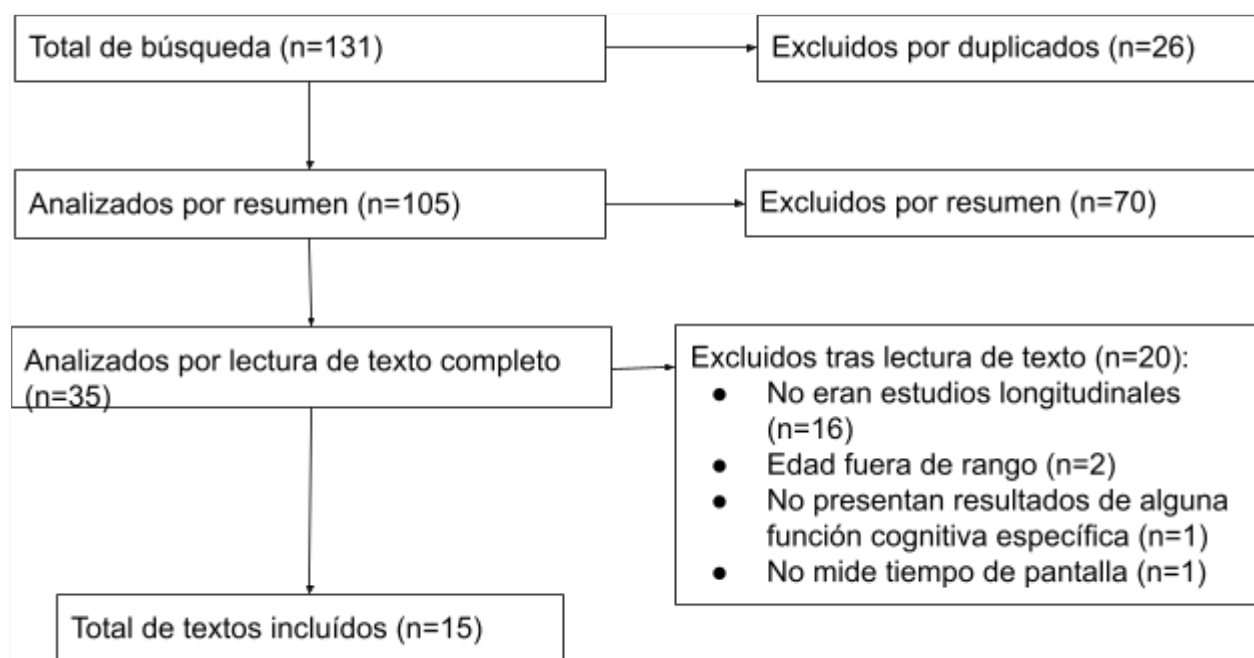 Total de búsqueda (n=131)
Excluidos por duplicados (n=26)
Analizados por resumen (n=105)
Excluidos por resumen (n=70)
Analizados por lectura de texto completo
(n=35)
Excluidos tras lectura de texto (n=20):
● No eran estudios longitudinales
(n=16)
● Edad fuera de rango (n=2)
● No presentan resultados de alguna
función cognitiva específica (n=1)
● No mide tiempo de pantalla (n=1)
Total de textos incluídos (n=15)